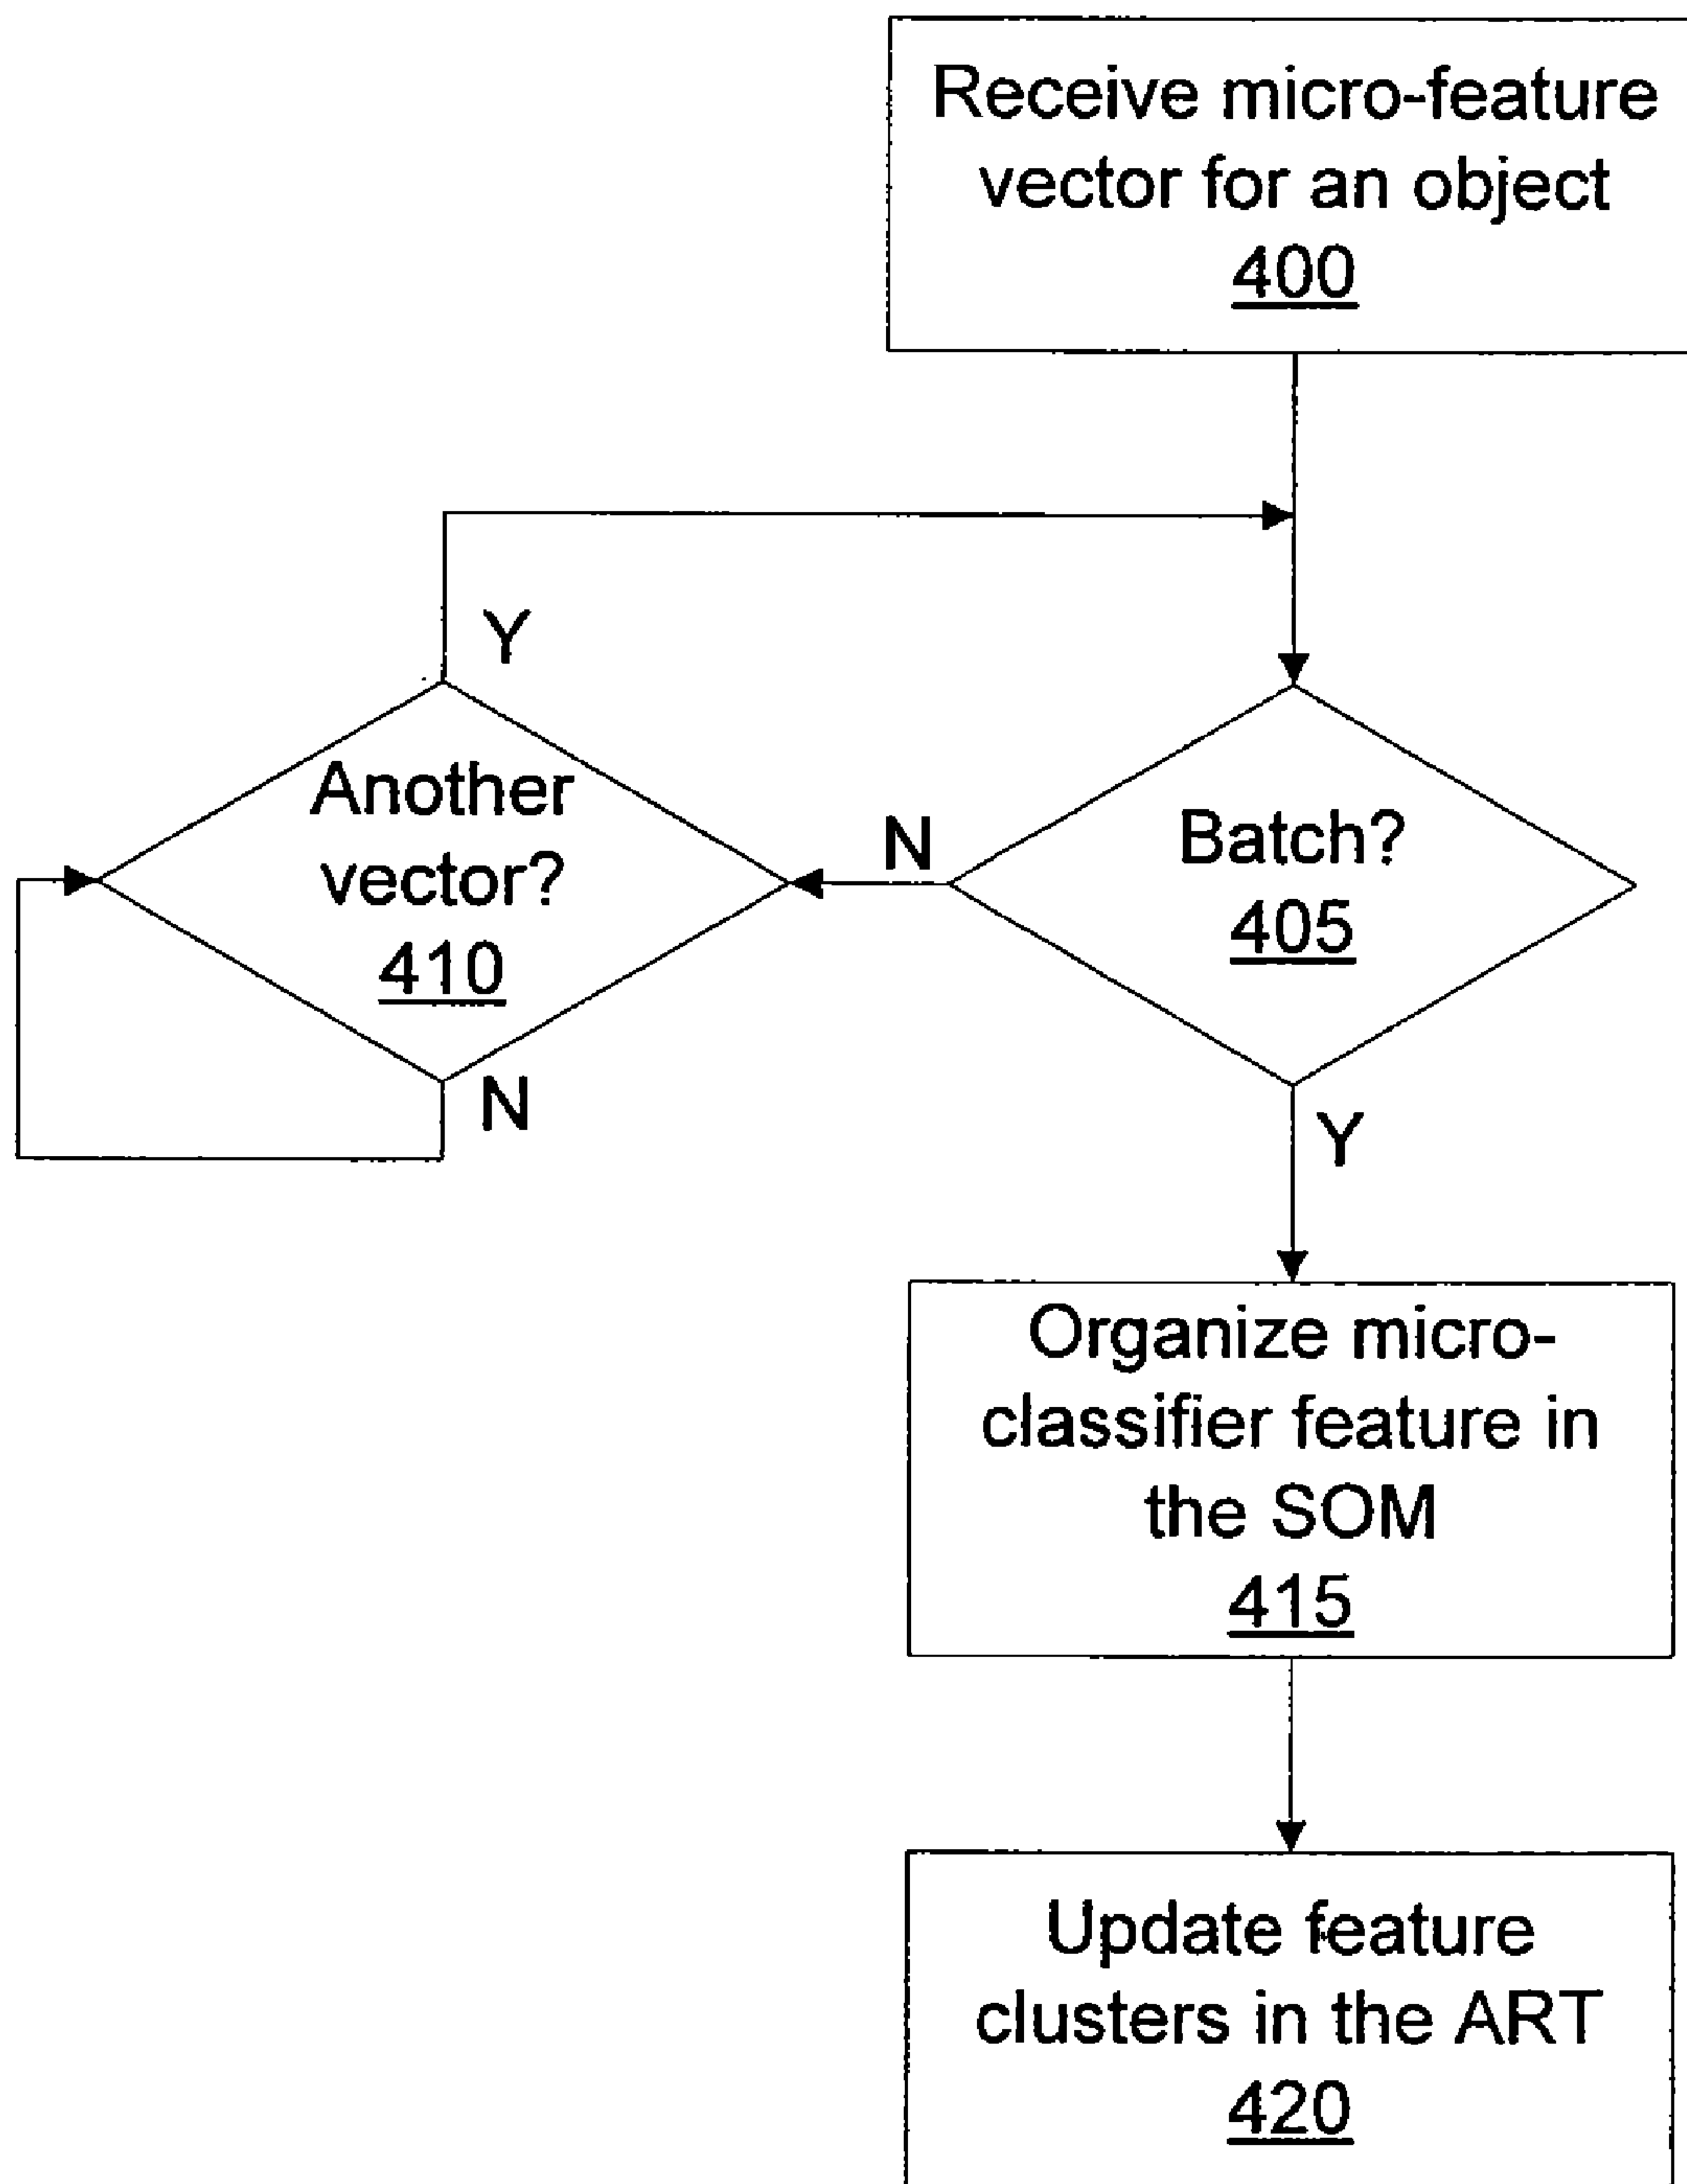 Receive micro-feature
vector for an object
400
Y
Another
vector?
410
N
N
Batch?
405
Y
Organize micro-
classifier feature in
the SOM
415
Update feature
clusters in the ART
420